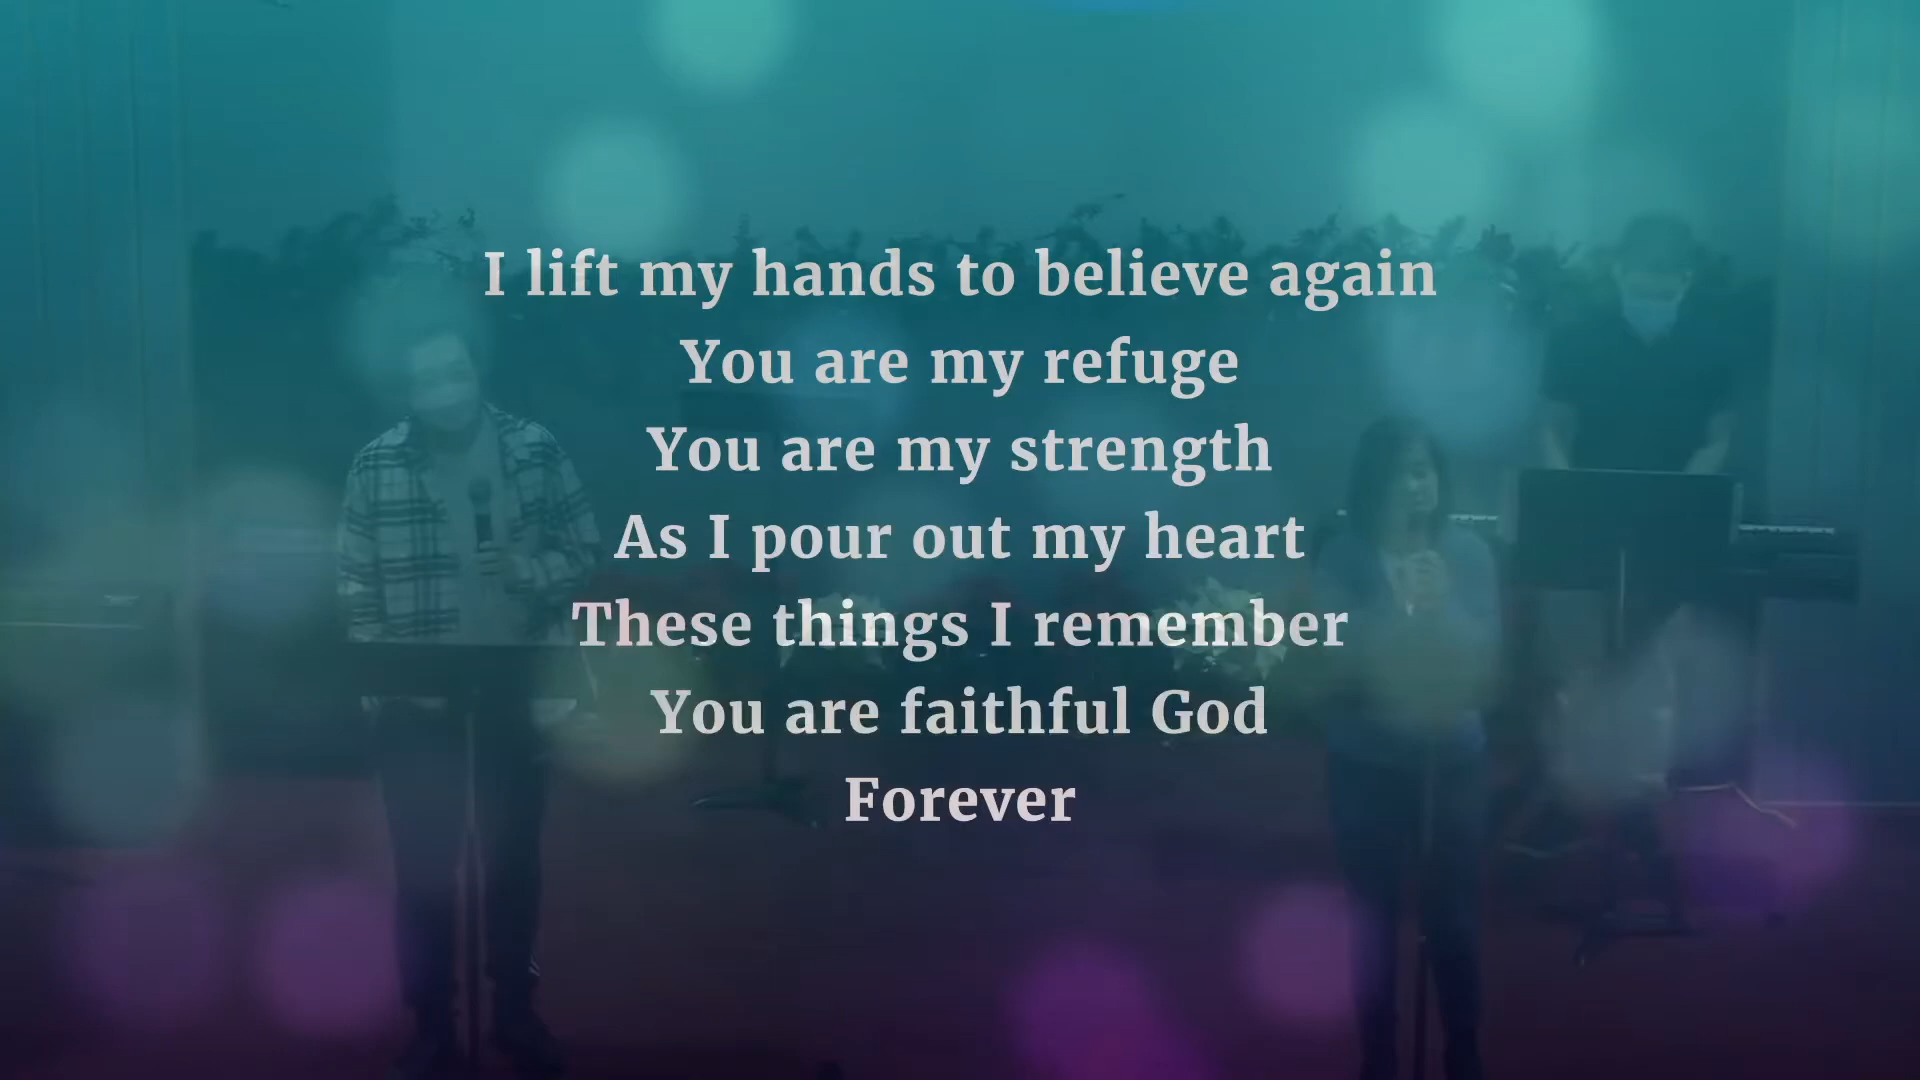 I lift my hands to believe again
You are my refuge
You are my strength
As I pour out my heart
These things I remember
You are faithful God
Forever